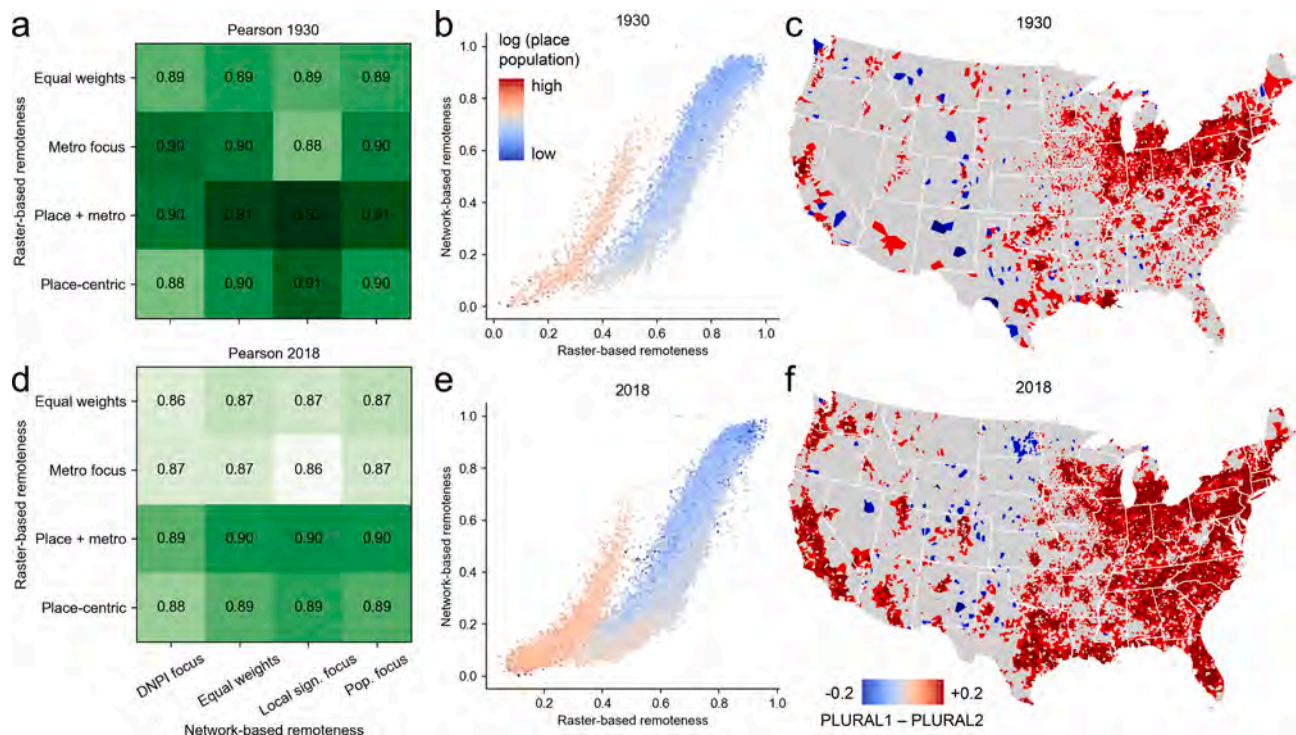 a
Pearson 1930
Raster-based remoteness
Equal weights
0.89 0.89 0.89 0.89
Metro focus
0.90 0.90 0.88 0.90
Place + metro
0.90 0.91 0.91
Place-centric
0.88 0.90 0.91 0.90
b
1930
log (place
population)
high
low
Network-based remoteness
1.0
0.8
0.6
0.4
0.2
0.0
0.0 0.2 0.4 0.6 0.8 1.0
Raster-based remoteness
c
1930
d
Pearson 2018
Raster-based remoteness
Equal weights
0.86 0.87 0.87 0.87
Metro focus
0.87 0.87 0.86 0.87
Place + metro
0.89 0.90 0.90 0.90
Place-centric
0.88 0.89 0.89 0.89
DNPI focus
Equal weights
Local sign. focus
Pop. focus
Network-based remoteness
e
2018
Network-based remoteness
1.0
0.8
0.6
0.4
0.2
0.0
0.2 0.4 0.6 0.8 1.0
Raster-based remoteness
f
2018
-0.2
+0.2
PLURAL1 – PLURAL2